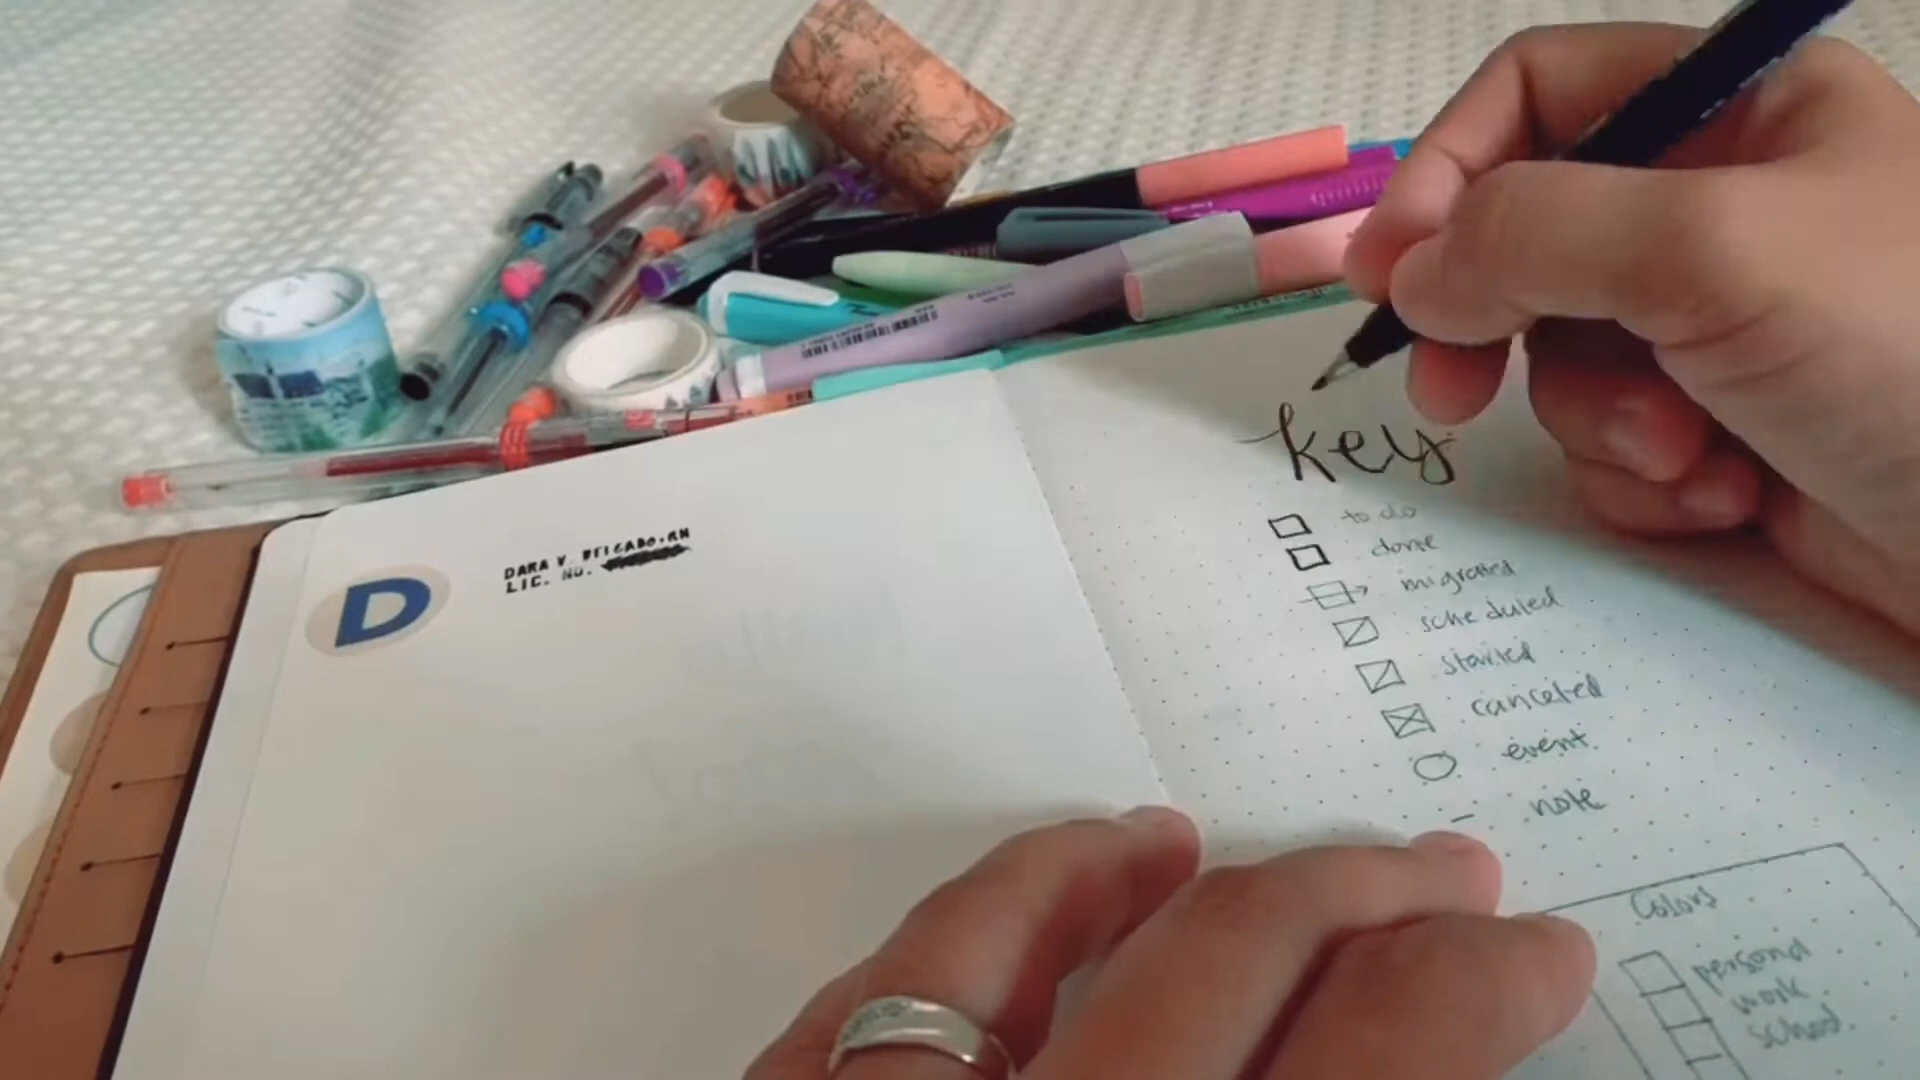 D
DARA V. DELGADO, RN
LIC. NO.
key
to do
done
migrated
scheduled
started
canceled
event
note
Colors
personal
work
school